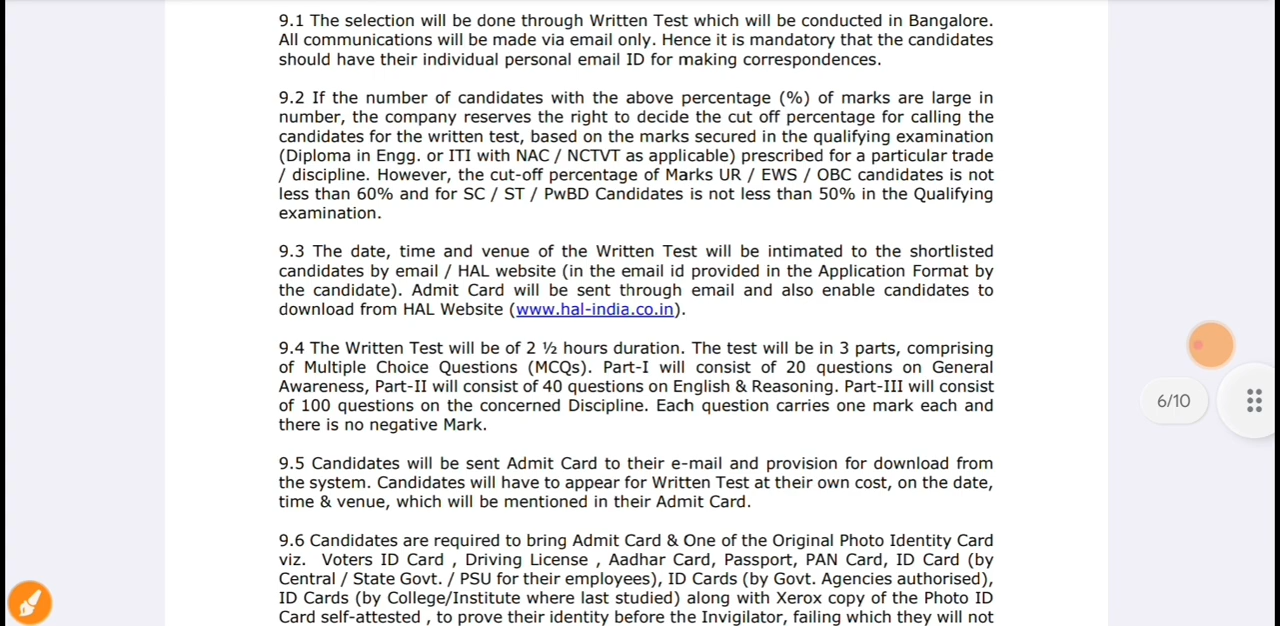 9.1 The selection will be done through Written Test which will be conducted in Bangalore.
All communications will be made via email only. Hence it is mandatory that the candidates
should have their individual personal email ID for making correspondences.
9.2 If the number of candidates with the above percentage (%) of marks are large in
number, the company reserves the right to decide the cut off percentage for calling the
candidates for the written test, based on the marks secured in the qualifying examination
(Diploma in Engg. or ITI with NAC / NCTVT as applicable) prescribed for a particular trade
/ discipline. However, the cut-off percentage of Marks UR / EWS / OBC candidates is not
less than 60% and for SC / ST / PwBD Candidates is not less than 50% in the Qualifying
examination.
9.3 The date, time and venue of the Written Test will be intimated to the shortlisted
candidates by email / HAL website (in the email id provided in the Application Format by
the candidate). Admit Card will be sent through email and also enable candidates to
download from HAL Website (www.hal-india.co.in).
9.4 The Written Test will be of 2 ½ hours duration. The test will be in 3 parts, comprising
of Multiple Choice Questions (MCQs). Part-I will consist of 20 questions on General
Awareness, Part-II will consist of 40 questions on English & Reasoning. Part-III will consist
of 100 questions on the concerned Discipline. Each question carries one mark each and
there is no negative Mark.
6/10
9.5 Candidates will be sent Admit Card to their e-mail and provision for download from
the system. Candidates will have to appear for Written Test at their own cost, on the date,
time & venue, which will be mentioned in their Admit Card.
9.6 Candidates are required to bring Admit Card & One of the Original Photo Identity Card
viz. Voters ID Card , Driving License , Aadhar Card, Passport, PAN Card, ID Card (by
Central / State Govt. / PSU for their employees), ID Cards (by Govt. Agencies authorised),
ID Cards (by College/Institute where last studied) along with Xerox copy of the Photo ID
Card self-attested , to prove their identity before the Invigilator, failing which they will not